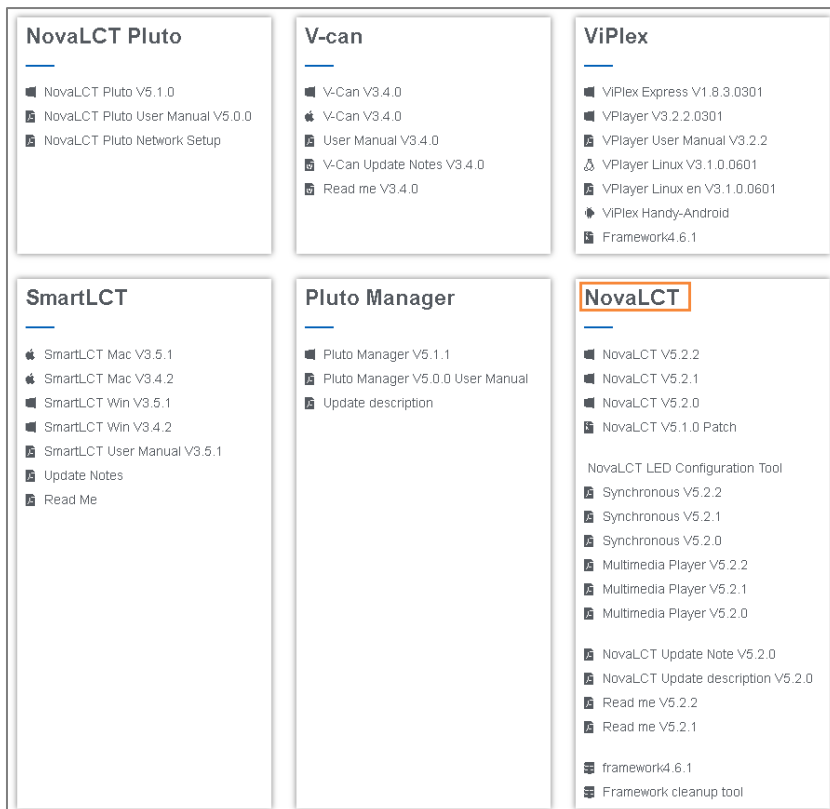 NovaLCT Pluto
NovaLCT Pluto V5.1.0
NovaLCT Pluto User Manual V5.0.0
NovaLCT Pluto Network Setup
V-can
V-Can V3.4.0
V-Can V3.4.0
User Manual V3.4.0
V-Can Update Notes V3.4.0
Read me V3.4.0
ViPlex
ViPlex Express V1.8.3.0301
VPlayer V3.2.2.0301
VPlayer User Manual V3.2.2
VPlayer Linux V3.1.0.0601
VPlayer Linux en V3.1.0.0601
ViPlex Handy-Android
Framework4.6.1
SmartLCT
SmartLCT Mac V3.5.1
SmartLCT Mac V3.4.2
SmartLCT Win V3.5.1
SmartLCT Win V3.4.2
SmartLCT User Manual V3.5.1
Update Notes
Read Me
Pluto Manager
Pluto Manager V5.1.1
Pluto Manager V5.0.0 User Manual
Update description
NovaLCT
NovaLCT V5.2.2
NovaLCT V5.2.1
NovaLCT V5.2.0
NovaLCT V5.1.0 Patch
NovaLCT LED Configuration Tool
Synchronous V5.2.2
Synchronous V5.2.1
Synchronous V5.2.0
Multimedia Player V5.2.2
Multimedia Player V5.2.1
Multimedia Player V5.2.0
NovaLCT Update Note V5.2.0
NovaLCT Update description V5.2.0
Read me V5.2.2
Read me V5.2.1
framework4.6.1
Framework cleanup tool